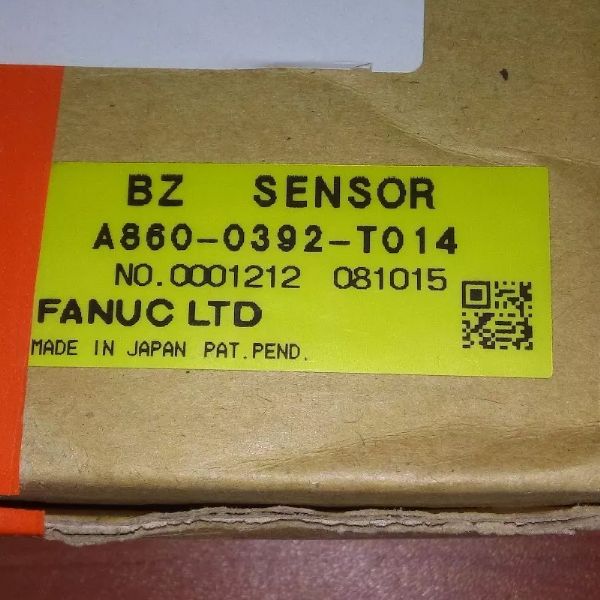 BZ SENSOR
A860-0392-T014
NO.0001212 081015
FANUC LTD
MADE IN JAPAN PAT.PEND.